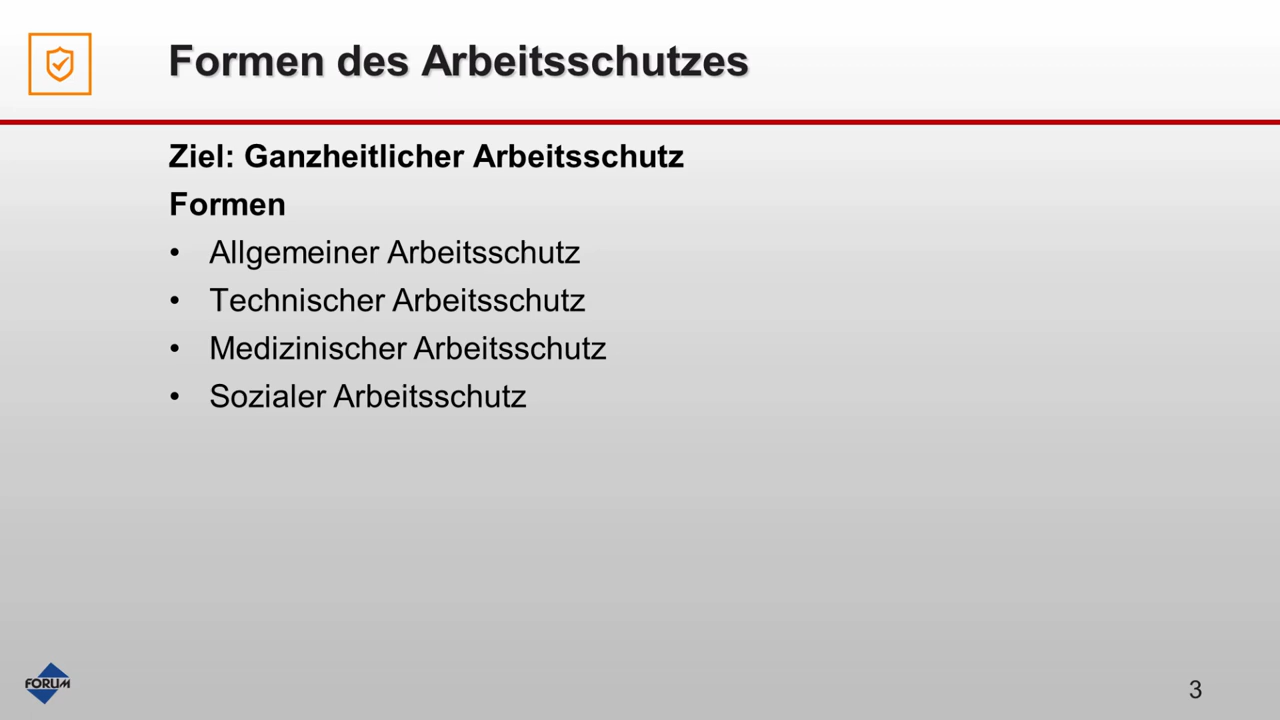 Formen des Arbeitsschutzes
Ziel: Ganzheitlicher Arbeitsschutz
Formen
• Allgemeiner Arbeitsschutz
• Technischer Arbeitsschutz
• Medizinischer Arbeitsschutz
• Sozialer Arbeitsschutz
FORUM
3